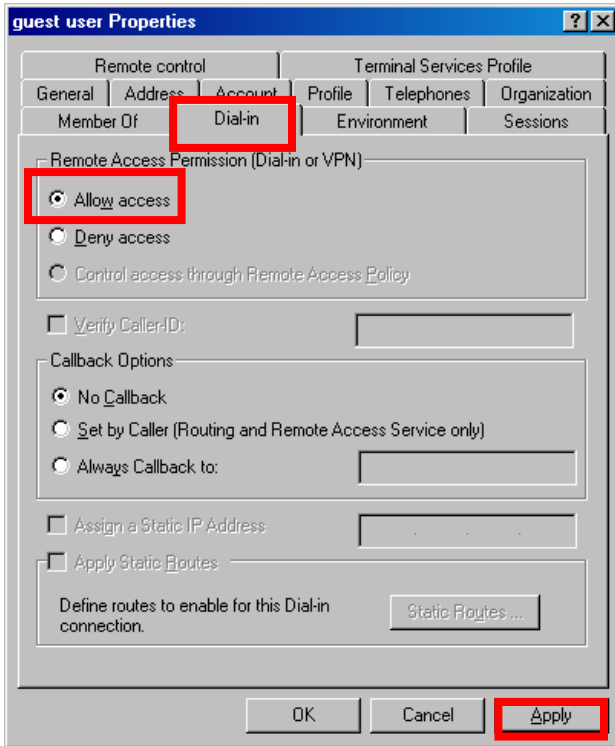 guest user Properties
Remote control Terminal Services Profile
General Address Account Profile Telephones Organization
Member Of Dial-in Environment Sessions
Remote Access Permission (Dial-in or VPN)
Allow access
Deny access
Control access through Remote Access Policy
Verify Caller-ID:
Callback Options
No Callback
Set by Caller (Routing and Remote Access Service only)
Always Callback to:
Assign a Static IP Address . . .
Apply Static Routes
Define routes to enable for this Dial-in
connection.
Static Routes ...
OK Cancel Apply